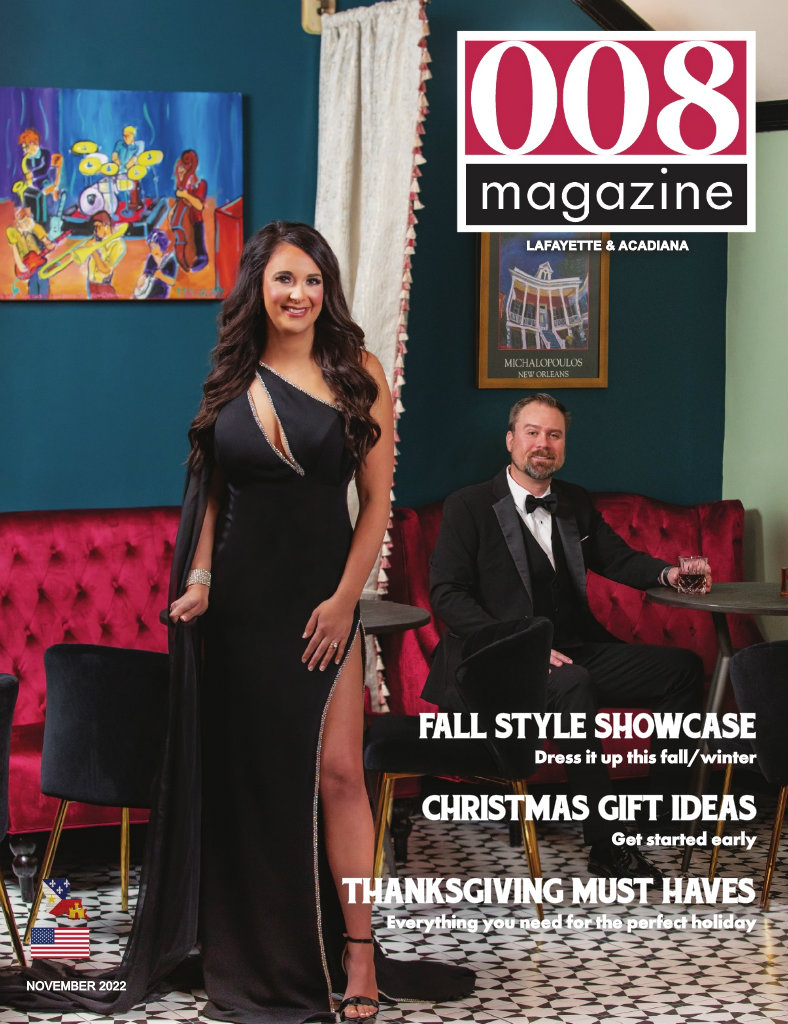 008
magazine
LAFAYETTE & ACADIANA
MICHALOPOULOS
NEW ORLEANS
FALL STYLE SHOWCASE
Dress it up this fall/winter
CHRISTMAS GIFT IDEAS
Get started early
THANKSGIVING MUST HAVES
Everything you need for the perfect holiday
NOVEMBER 2022